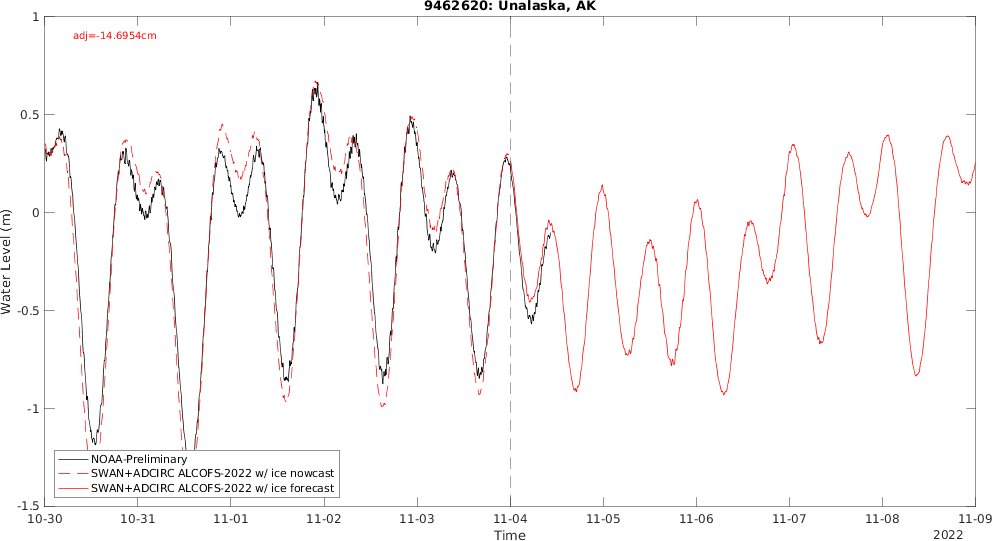 9462620: Unalaska, AK
adj=-14.6954cm
1
0.5
0
-0.5
-1
-1.5
Water Level (m)
NOAA-Preliminary
SWAN+ADCIRC ALCOFS-2022 w/ ice nowcast
SWAN+ADCIRC ALCOFS-2022 w/ ice forecast
10-30 10-31 11-01 11-02 11-03 11-04 11-05 11-06 11-07 11-08 11-09
Time
2022